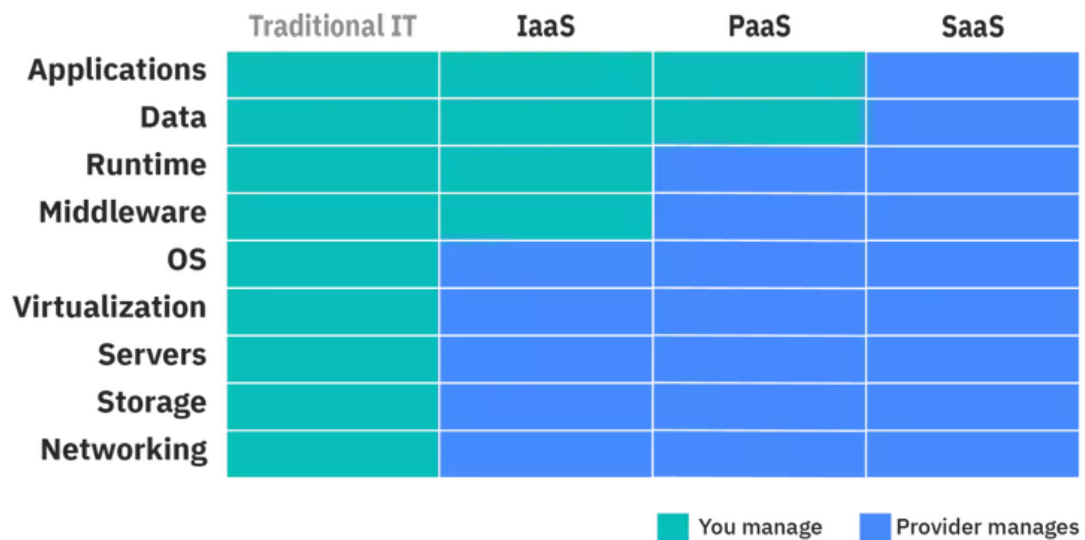 Traditional IT IaaS PaaS SaaS
Applications
Data
Runtime
Middleware
OS
Virtualization
Servers
Storage
Networking
You manage Provider manages